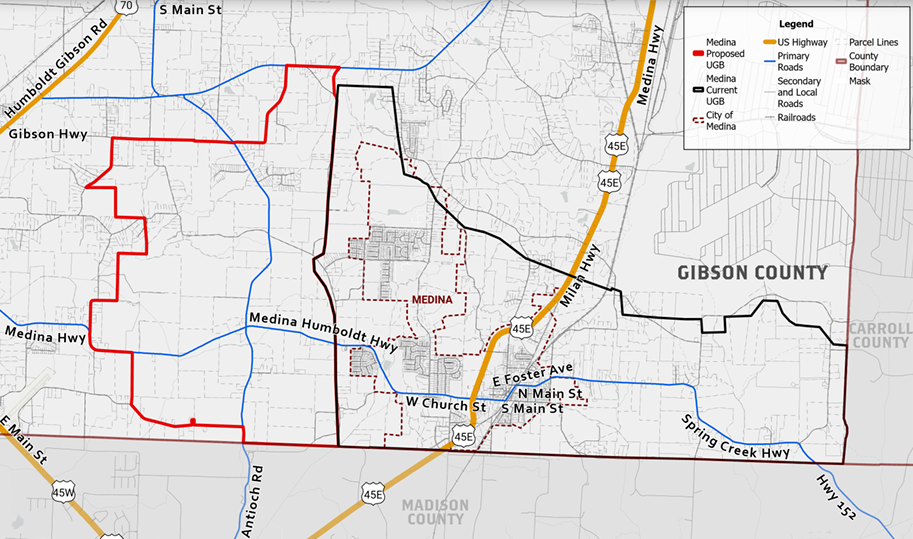 70
S Main St
Humboldt Gibson Rd
Gibson Hwy
Medina Hwy
Legend
Medina
Proposed
UGB
Medina
Current
UGB
City of
Medina
US Highway
Primary
Roads
Secondary
and Local
Roads
Railroads
Parcel Lines
County
Boundary
Mask
45E
45E
GIBSON COUNTY
Milan Hwy
MEDINA
45E
CARROLL
COUNTY
Medina Hwy
Medina Humboldt Hwy
E Foster Ave
N Main St
W Church St
S Main St
Spring Creek Hwy
E Main St
45E
45W
45E
Antioch Rd
MADISON
COUNTY
Hwy 152